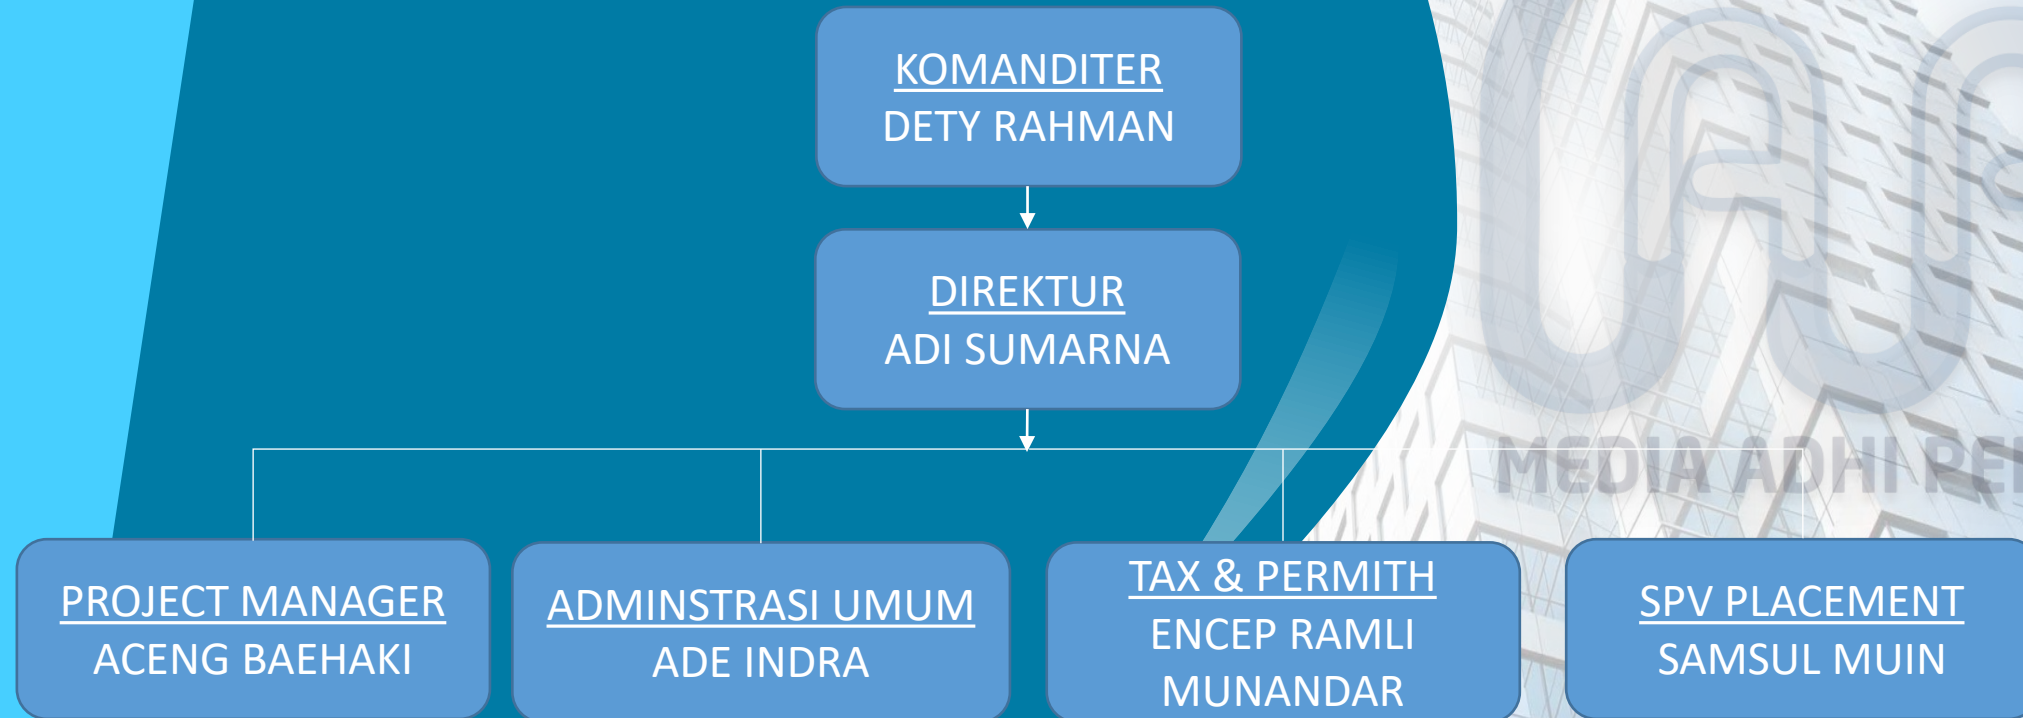 KOMANDITER
DETY RAHMAN
DIREKTUR
ADI SUMARNA
MEDIA ADHI
PROJECT MANAGER
ACENG BAEHAKI
ADMINSTRASI UMUM
ADE INDRA
TAX & PERMITH
ENCEP RAMLI
MUNANDAR
SPV PLACEMENT
SAMSUL MUIN